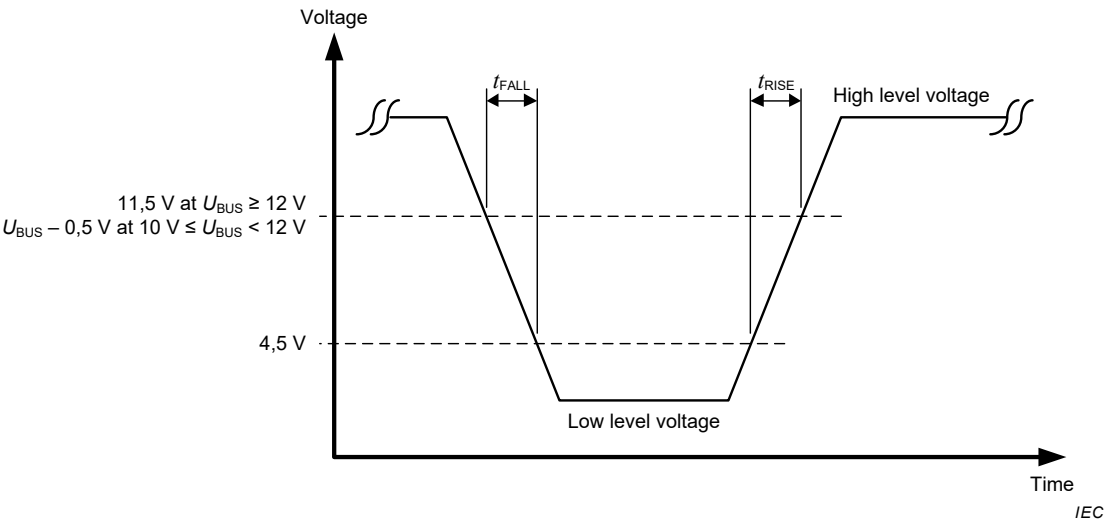 Voltage
tFALL
tRISE
High level voltage
11,5 V at UBUS ≥ 12 V
UBUS – 0,5 V at 10 V ≤ UBUS < 12 V
4,5 V
Low level voltage
Time
IEC